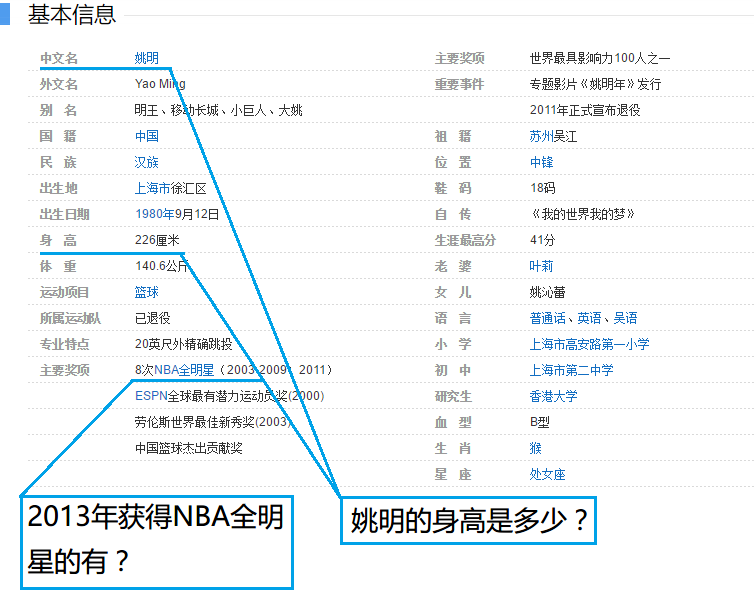 基本信息
中文名 姚明 主要奖项 世界最具影响力100人之一
外文名 Yao Ming 重要事件 专题影片《姚明年》发行
别 名 明王、移动长城、小巨人、大姚 2011年正式宣布退役
国 籍 中国 祖 籍 苏州吴江
民 族 汉族 位 置 中锋
出生地 上海市徐汇区 鞋 码 18码
出生日期 1980年9月12日 自 传 《我的世界我的梦》
身 高 226厘米 生涯最高分 41分
体 重 140.6公斤 老 婆 叶莉
运动项目 篮球 女 儿 姚沁蕾
所属运动队 已退役 语 言 普通话、英语、吴语
专业特点 20英尺外精确跳投 小 学 上海市高安路第一小学
主要奖项 8次NBA全明星（2003-2009；2011） 初 中 上海市第二中学
ESPN全球最有潜力运动员奖(2000) 研究生 香港大学
劳伦斯世界最佳新秀奖(2003) 血 型 B型
中国篮球杰出贡献奖 生 肖 猴
星 座 处女座
2013年获得NBA全明
星的有？
姚明的身高是多少？